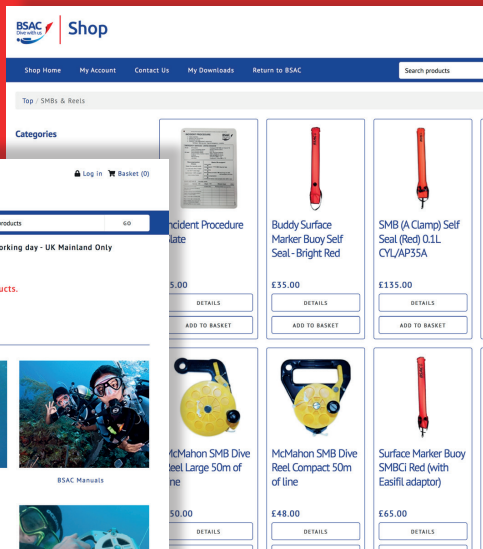 BSAC
Dive with us
Shop
Shop Home My Account Contact Us My Downloads Return to BSAC
Search products
Top / SMBs & Reels
Categories
Log in Basket (0)
GO
orking day - UK Mainland Only
Buddy Surface
Marker Buoy Self
Seal - Bright Red
£35.00
DETAILS
ADD TO BASKET
SMB (A Clamp) Self
Seal (Red) 0.1L
CYL/AP35A
£135.00
DETAILS
ADD TO BASKET
ncident Procedure
late
5.00
DETAILS
ADD TO BASKET
roducts
ucts.
BSAC Manuals
McMahon SMB Dive
Reel Large 50m of
ne
50.00
DETAILS
McMahon SMB Dive
Reel Compact 50m
of line
£48.00
DETAILS
Surface Marker Buoy
SMBCi Red (with
Easifil adaptor)
£65.00
DETAILS